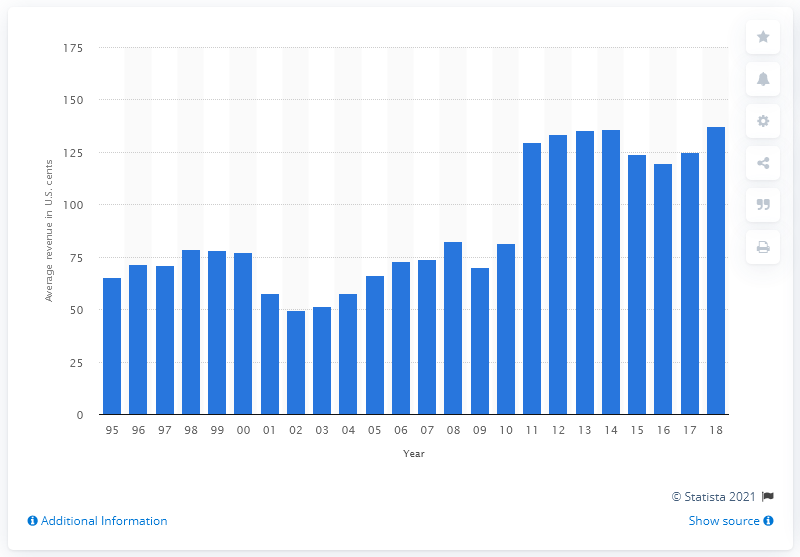 175
150
125
100
75
50
25
0
Average revenue in U.S. cents
95 96 97 98 99 00 01 02 03 04 05 06 07 08 09 10 11 12 13 14 15 16 17 18
Year
© Statista 2021
Additional Information
Show source